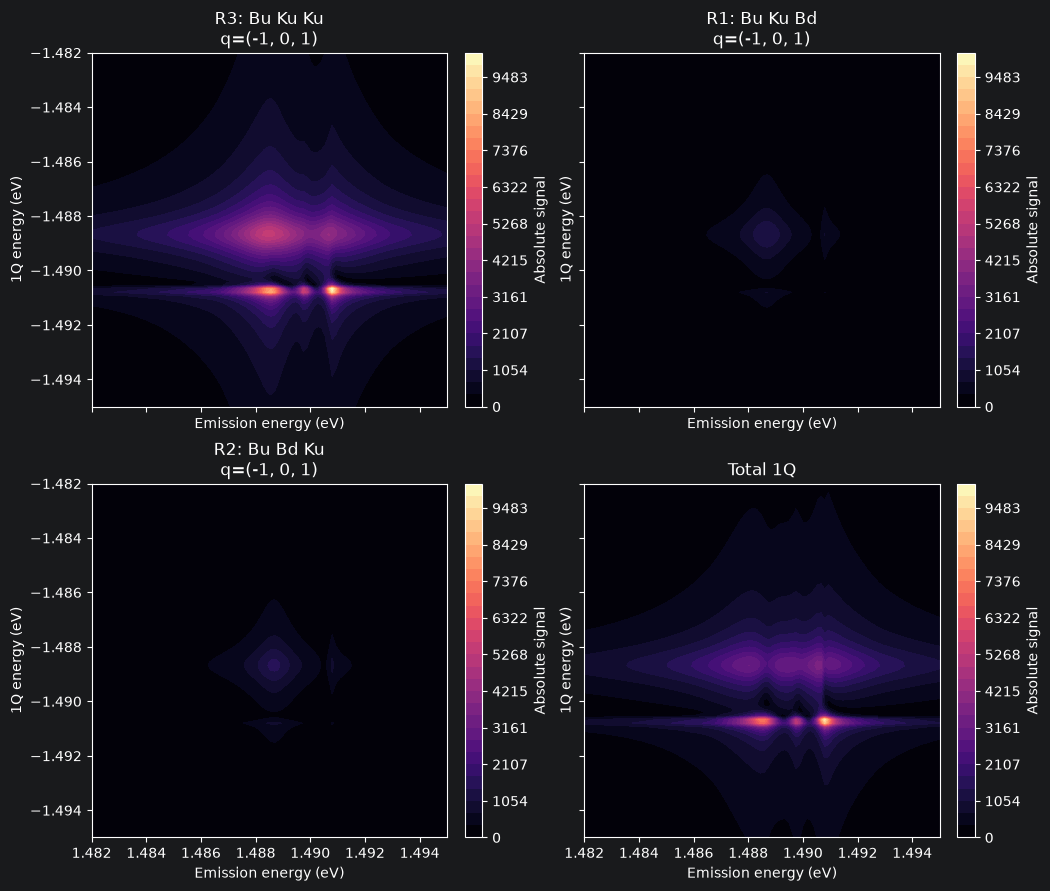 R3: Bu Ku Ku
q=(-1, 0, 1)
R1: Bu Ku Bd
q=(-1, 0, 1)
−1.482
−1.484
−1.486
−1.488
−1.490
−1.492
−1.494
1Q energy (eV)
Emission energy (eV)
9483
8429
7376
6322
5268
4215
3161
2107
1054
0
Absolute signal
1Q energy (eV)
Emission energy (eV)
9483
8429
7376
6322
5268
4215
3161
2107
1054
0
Absolute signal
R2: Bu Bd Ku
q=(-1, 0, 1)
Total 1Q
−1.482
−1.484
−1.486
−1.488
−1.490
−1.492
−1.494
1Q energy (eV)
1.482 1.484 1.486 1.488 1.490 1.492 1.494
Emission energy (eV)
9483
8429
7376
6322
5268
4215
3161
2107
1054
0
Absolute signal
1Q energy (eV)
1.482 1.484 1.486 1.488 1.490 1.492 1.494
Emission energy (eV)
9483
8429
7376
6322
5268
4215
3161
2107
1054
0
Absolute signal